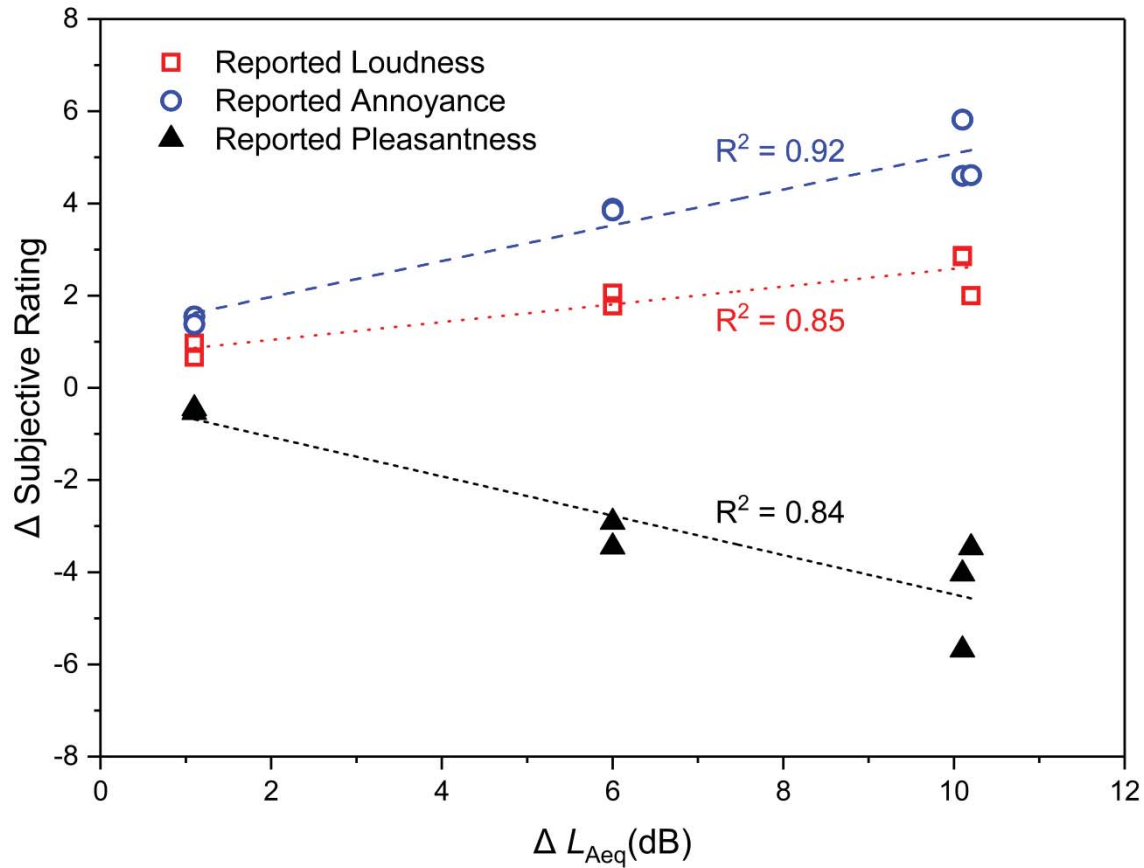 8
6
4
2
0
-2
-4
-6
-8
Δ Subjective Rating
Reported Loudness
Reported Annoyance
Reported Pleasantness
R² = 0.92
R² = 0.85
R² = 0.84
0 2 4 6 8 10 12
Δ LAeq(dB)